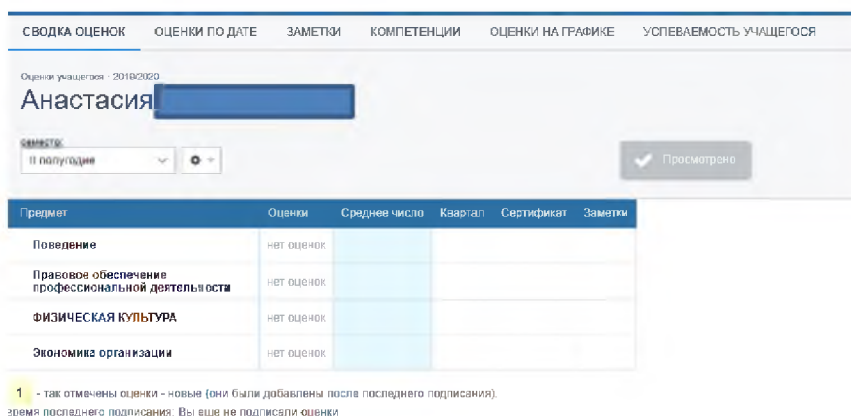 СВОДКА ОЦЕНОК ОЦЕНКИ ПО ДАТЕ ЗАМЕТКИ КОМПЕТЕНЦИИ ОЦЕНКИ НА ГРАФИКЕ УСПЕВАЕМОСТЬ УЧАЩЕГОСЯ
Оценки учащегося - 2019/2020
Анастасия
семестр:
II полугодие
Просмотрено
Предмет Оценки Среднее число Квартал Сертификат Заметки
Поведение нет оценок
Правовое обеспечение
профессиональной деятельности нет оценок
ФИЗИЧЕСКАЯ КУЛЬТУРА нет оценок
Экономика организации нет оценок
1 - так отмечены оценки - новые (они были добавлены после последнего подписания).
время последнего подписания: Вы еще не подписали оценки